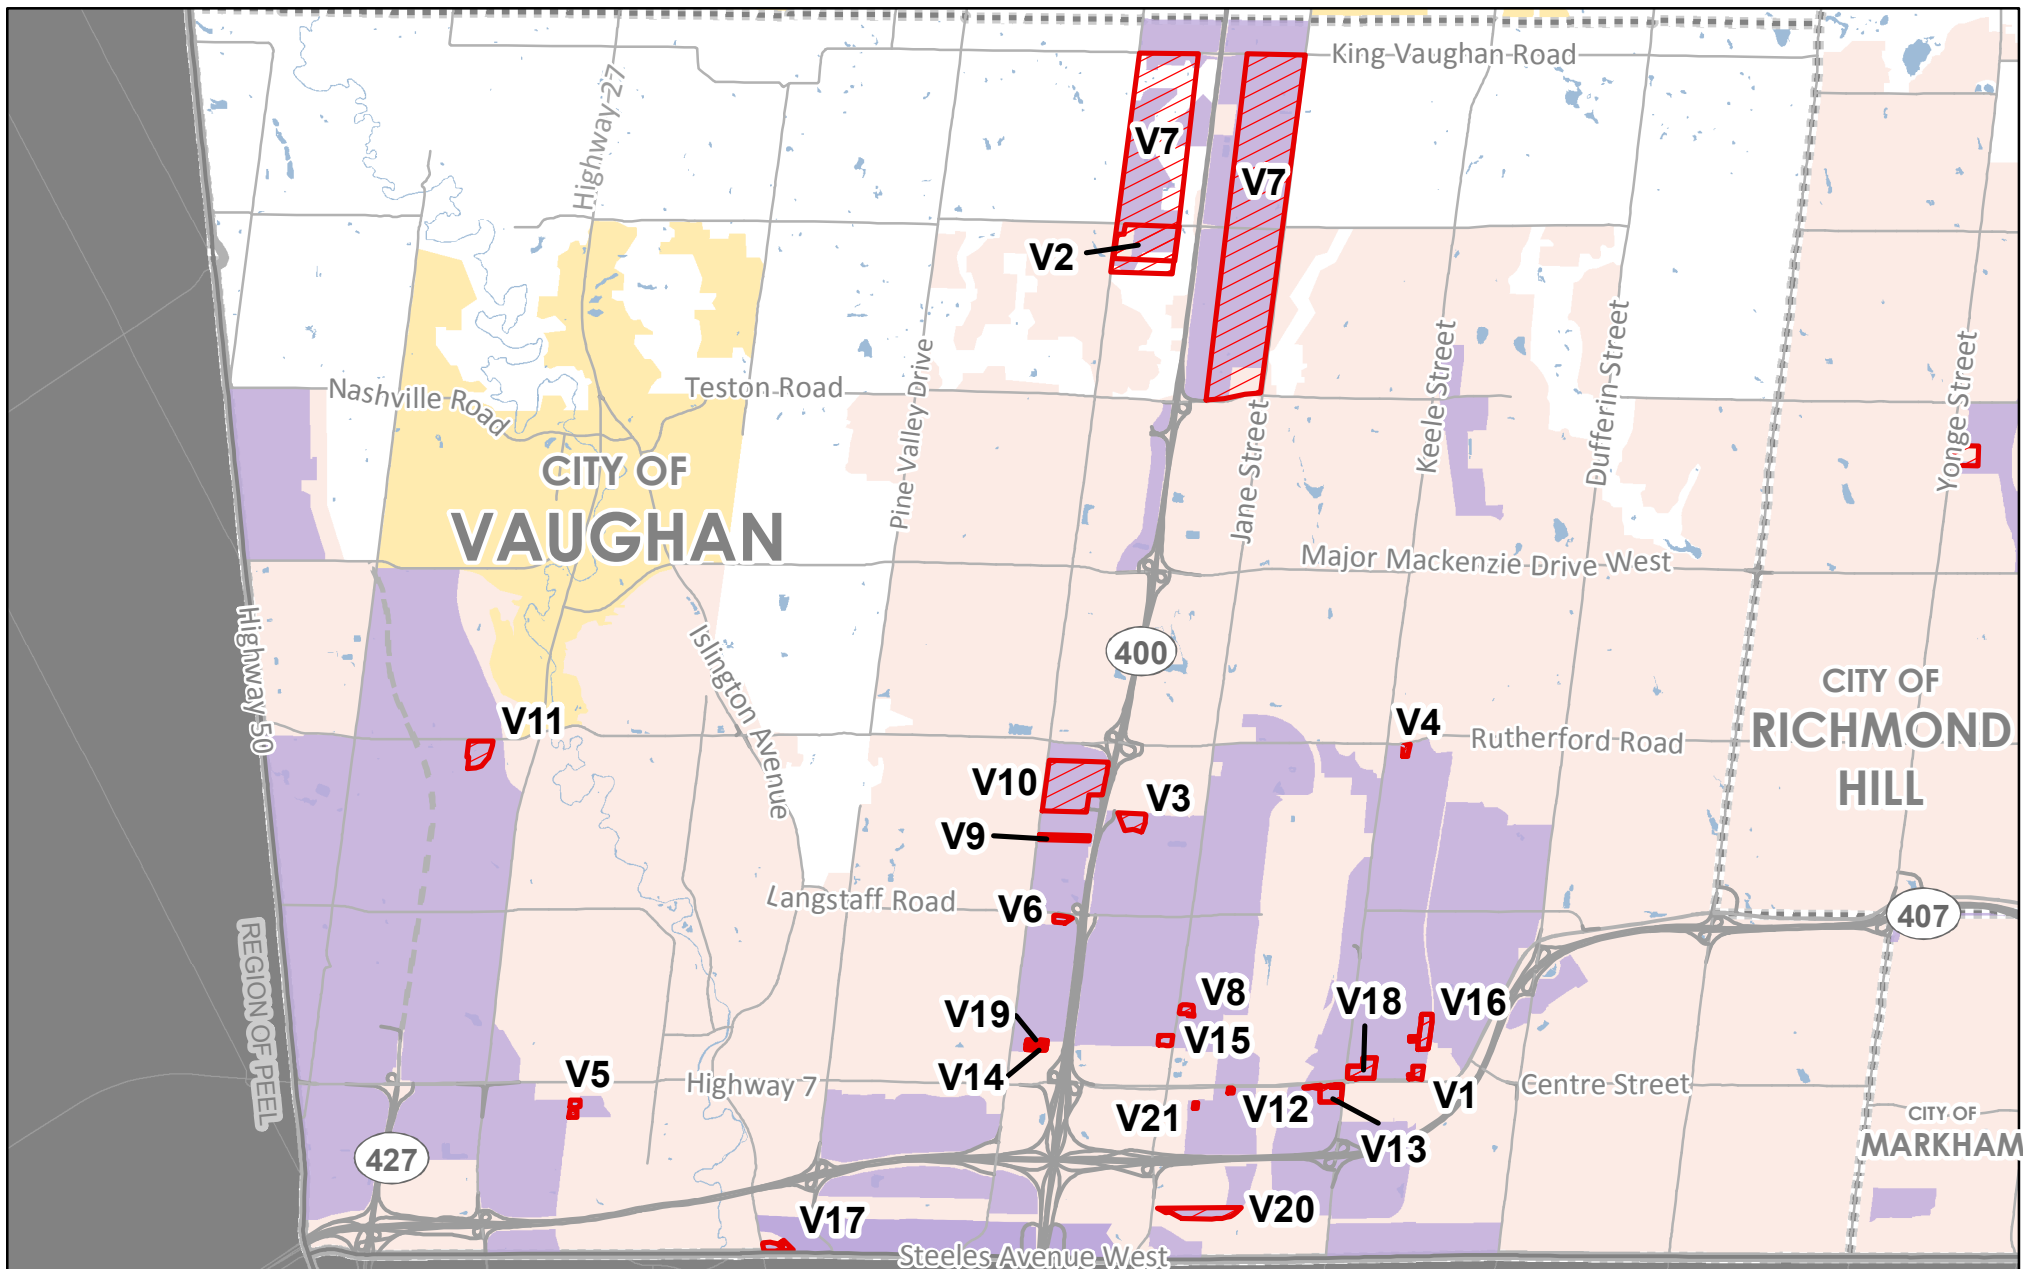 King Vaughan Road
Highway 27
V7
V7
V2
Nashville Road
Teston Road
Pine Valley Drive
Jane Street
Keele Street
Dufferin Street
Yonge Street
CITY OF
VAUGHAN
Major Mackenzie Drive West
Highway 50
Islington Avenue
400
CITY OF
RICHMOND
HILL
V11
V4
Rutherford Road
V10
V3
V9
Langstaff Road
V6
407
REGION OF PEEL
V8
V18
V16
V19
V15
V14
V5
Highway 7
V1
Centre Street
V21
V12
V13
CITY OF
MARKHAM
427
V17
V20
Steeles Avenue West